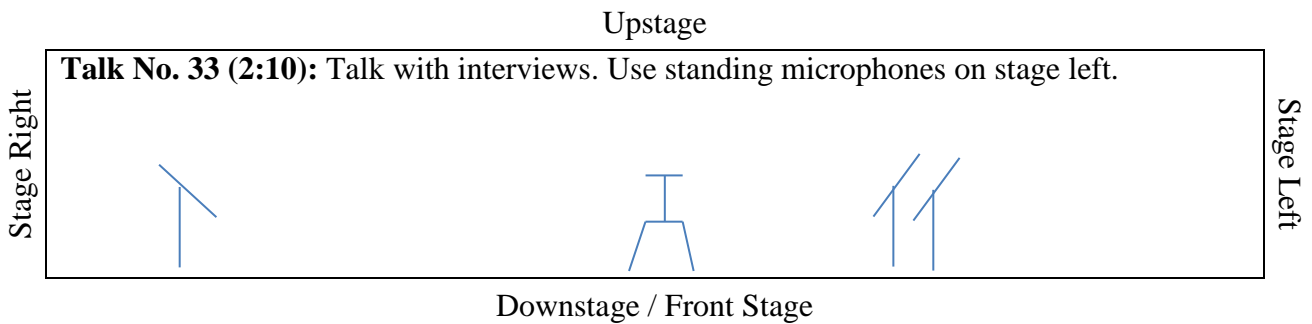 Upstage
Talk No. 33 (2:10): Talk with interviews. Use standing microphones on stage left.
Stage Right
Stage Left
Downstage / Front Stage